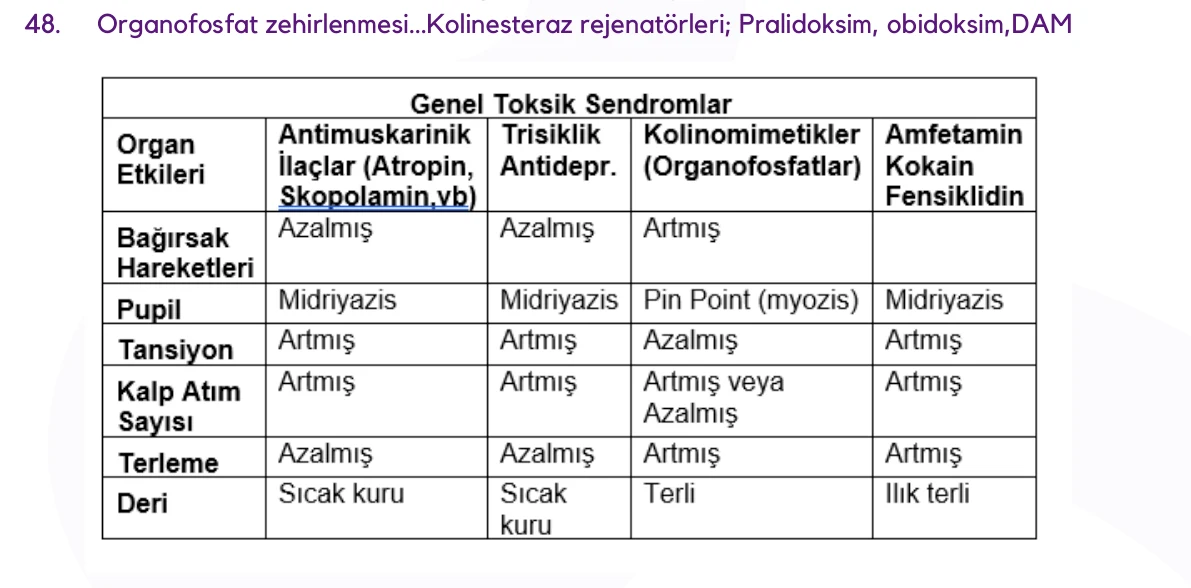 48. Organofosfat zehirlenmesi...Kolinesteraz rejenatörleri; Pralidoksim, obidoksim,DAM
Genel Toksik Sendromlar
Organ Etkileri
Antimuskarinik İlaçlar (Atropin, Skopolamin,vb)
Trisiklik Antidepr.
Kolinomimetikler (Organofosfatlar)
Amfetamin Kokain Fensiklidin
Bağırsak Hareketleri
Azalmış
Azalmış
Artmış
Pupil
Midriyazis
Midriyazis
Pin Point (myozis)
Midriyazis
Tansiyon
Artmış
Artmış
Azalmış
Artmış
Kalp Atım Sayısı
Artmış
Artmış
Artmış veya Azalmış
Artmış
Terleme
Azalmış
Azalmış
Artmış
Artmış
Deri
Sıcak kuru
Sıcak kuru
Terli
Ilık terli